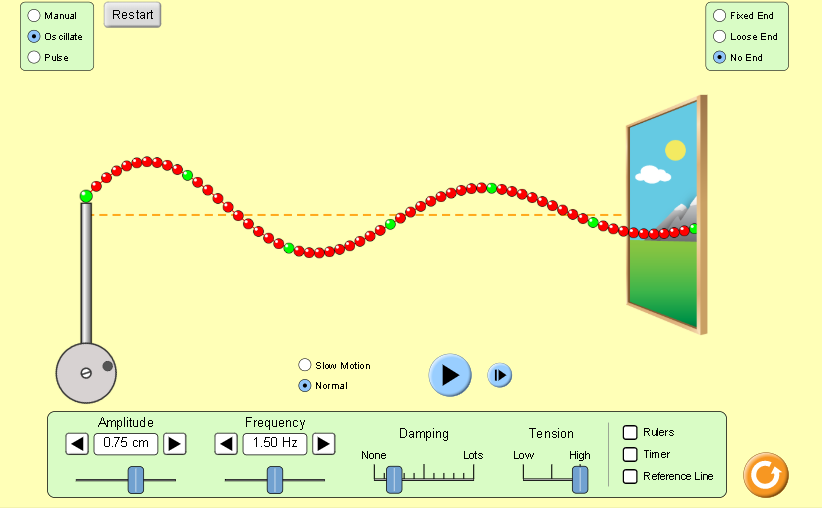 Manual
Oscillate
Pulse
Restart
Fixed End
Loose End
No End
Slow Motion
Normal
Amplitude
0.75 cm
Frequency
1.50 Hz
Damping
None
Lots
Tension
Low
High
Rulers
Timer
Reference Line